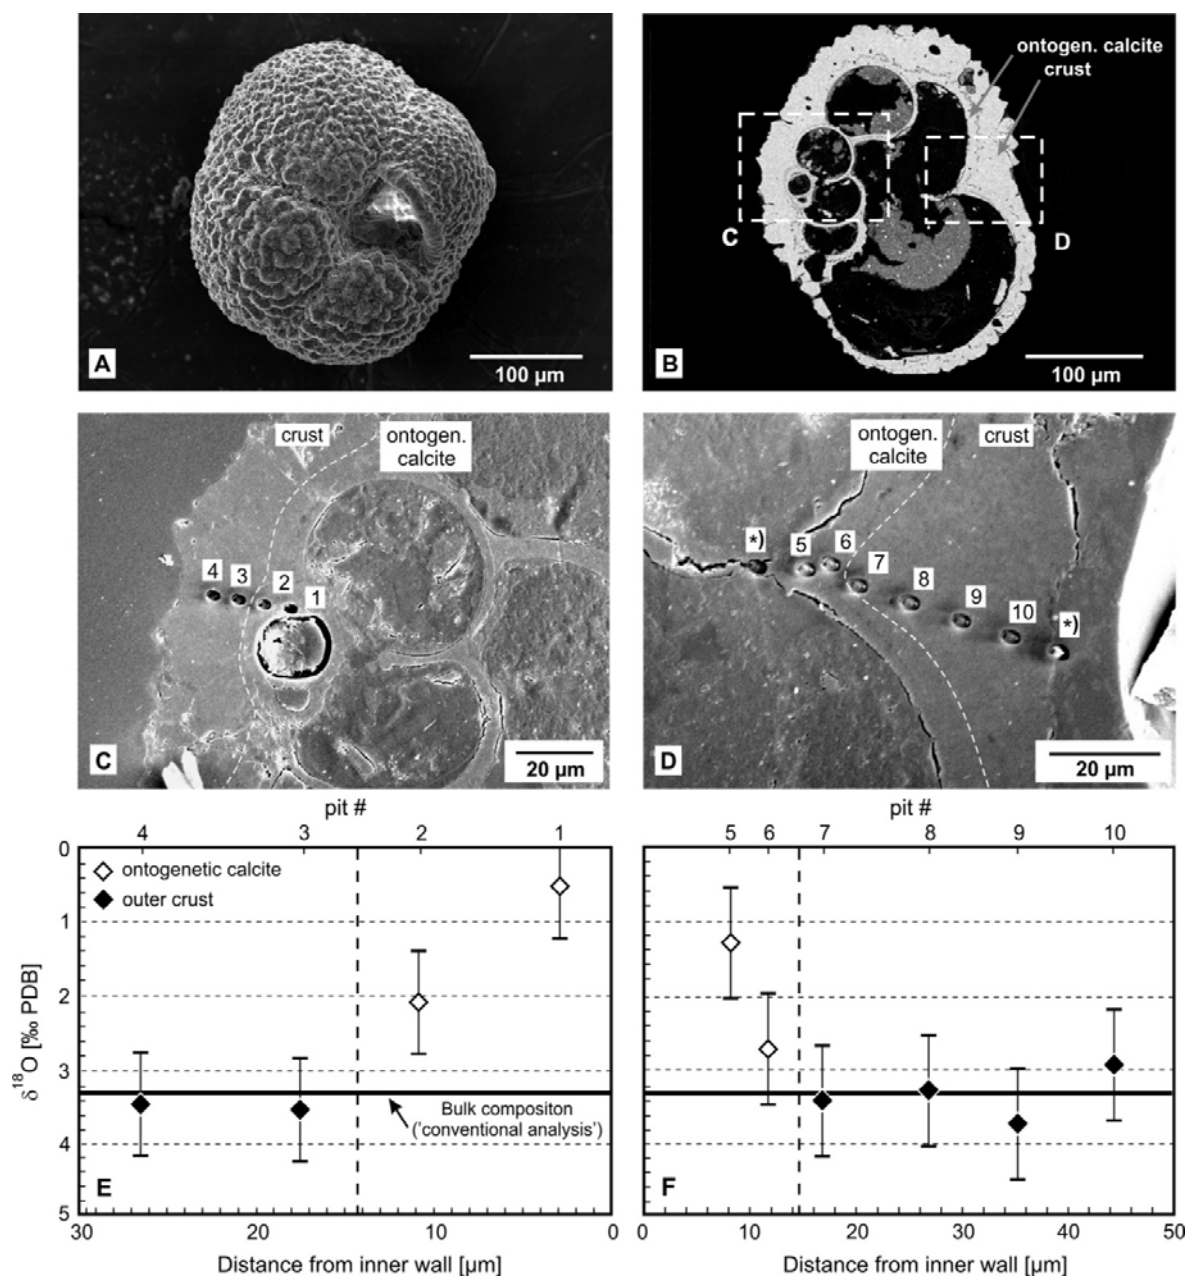 ontogen. calcite
crust
C
D
A
100 µm
B
100 µm
crust
ontogen.
calcite
4
3
2
1
C
20 µm
ontogen.
calcite
crust
*)
5
6
7
8
9
10
*)
D
20 µm
pit #
4
3
2
1
0
1
2
3
4
5
δ18O [‰ PDB]
ontogenetic calcite
outer crust
Bulk compositon
('conventional analysis')
E
30
20
10
0
Distance from inner wall [µm]
pit #
5
6
7
8
9
10
F
0
10
20
30
40
50
Distance from inner wall [µm]